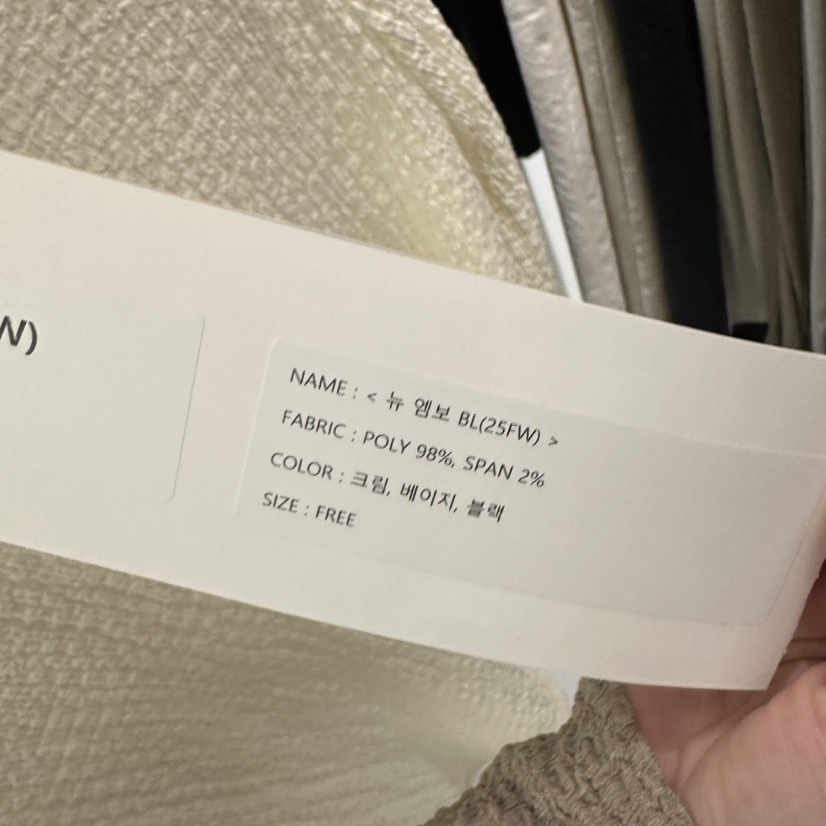 W)
NAME : < 뉴 엠보 BL(25FW) >
FABRIC : POLY 98%, SPAN 2%
COLOR : 크림, 베이지, 블랙
SIZE : FREE